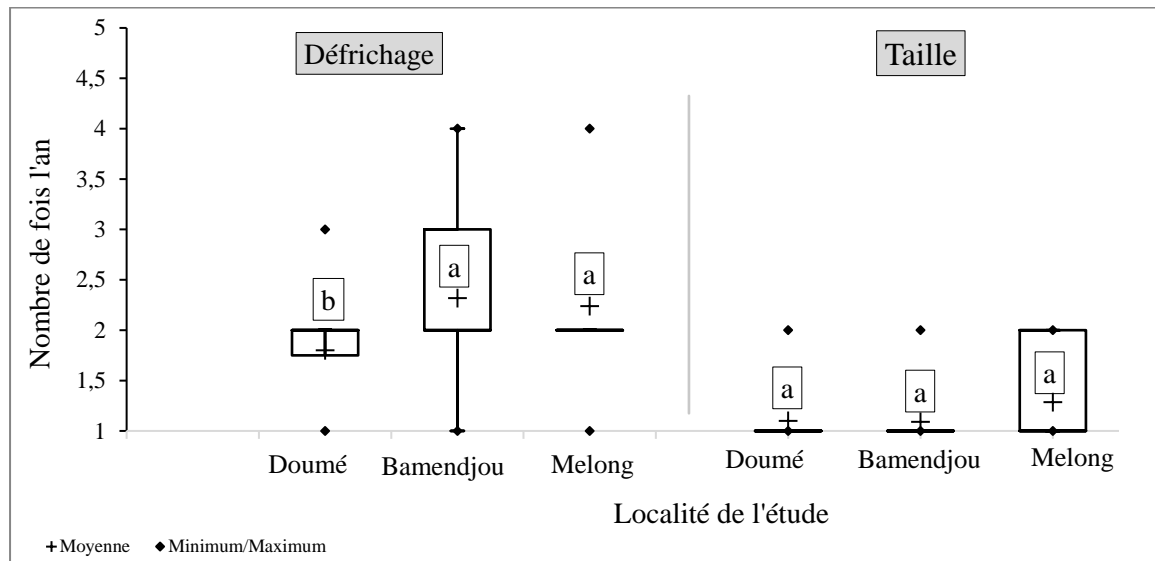 Défrichage
Taille
Nombre de fois l'an
5
4,5
4
3,5
3
2,5
2
1,5
1
b
a
a
a
a
a
Doumé
Bamendjou
Melong
Doumé
Bamendjou
Melong
Localité de l'étude
Moyenne
Minimum/Maximum